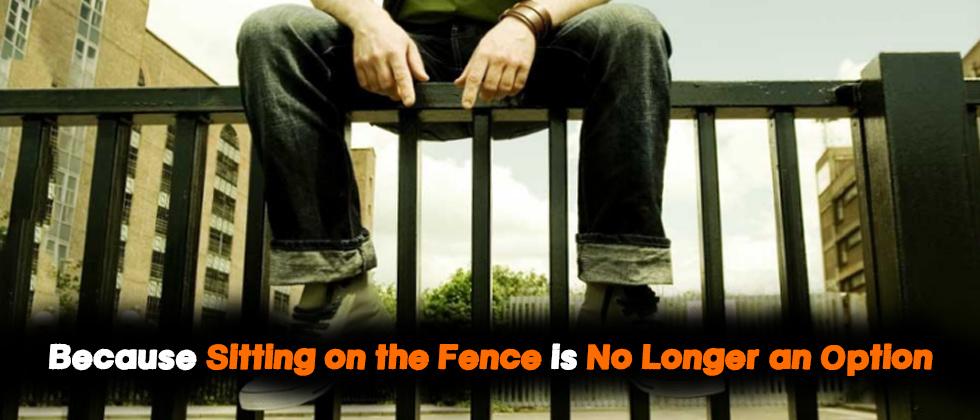 Because Sitting on the Fence is No Longer an Option